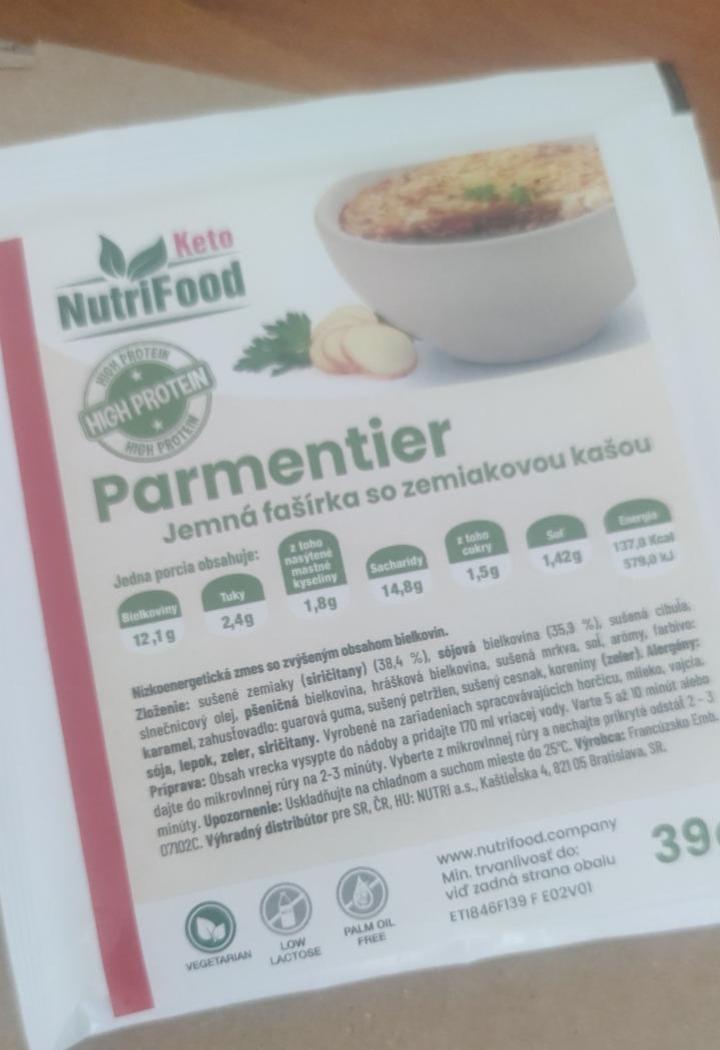 Keto
NutriFood
HIGH PROTEIN
HIGH PROTEIN
HIGH PROTEIN
Parmentier
Jemná fašírka so zemiakovou kašou
Jedna porcia obsahuje:
Bielkoviny
12,1g
Tuky
2,4g
z toho
nasýtené
mastné
kyseliny
1,8g
Sacharidy
14,8g
z toho
cukry
1,5g
Soľ
1,42g
Energia
137,0 Kcal
579,0 kJ
Nízkoenergetická zmes so zvýšeným obsahom bielkovín.
Zloženie: sušené zemiaky (siričitany) (38,4 %), sójová bielkovina (35,9 %), sušená cibuľa,
slnečnicový olej, pšeničná bielkovina, hrášková bielkovina, sušená mrkva, soľ, arómy, farbivo:
karamel, zahusťovadlo: guarová guma, sušený petržlen, sušený cesnak, koreniny (zeler). Alergény:
sója, lepok, zeler, siričitany. Vyrobené na zariadeniach spracovávajúcich horčicu, mlieko, vajcia.
Príprava: Obsah vrecka vysypte do nádoby a pridajte 170 ml vriacej vody. Varte 5 až 10 minút alebo
dajte do mikrovlnnej rúry na 2-3 minúty. Vyberte z mikrovlnnej rúry a nechajte prikryté odstáť 2 - 3
minúty. Upozornenie: Uskladňujte na chladnom a suchom mieste do 25°C. Výrobca: Francúzsko Emb.
07102C. Výhradný distribútor pre SR, ČR, HU: NUTRI a.s., Kaštieľska 4, 821 05 Bratislava, SR.
VEGETARIAN
LOW
LACTOSE
PALM OIL
FREE
www.nutrifood.company
Min. trvanlivosť do:
viď zadná strana obalu
ETI846F139 F E02V01
39